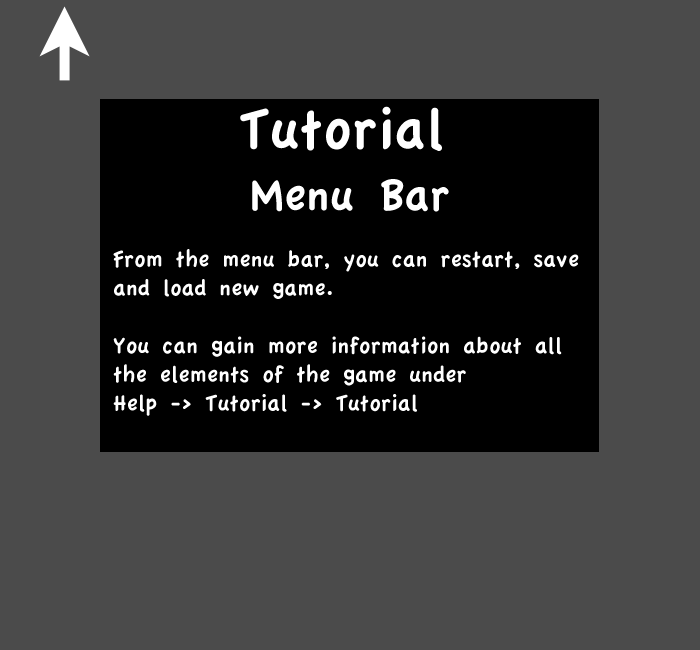 Tutorial
Menu Bar
From the menu bar, you can restart, save
and load new game.
You can gain more information about all
the elements of the game under
Help -> Tutorial -> Tutorial